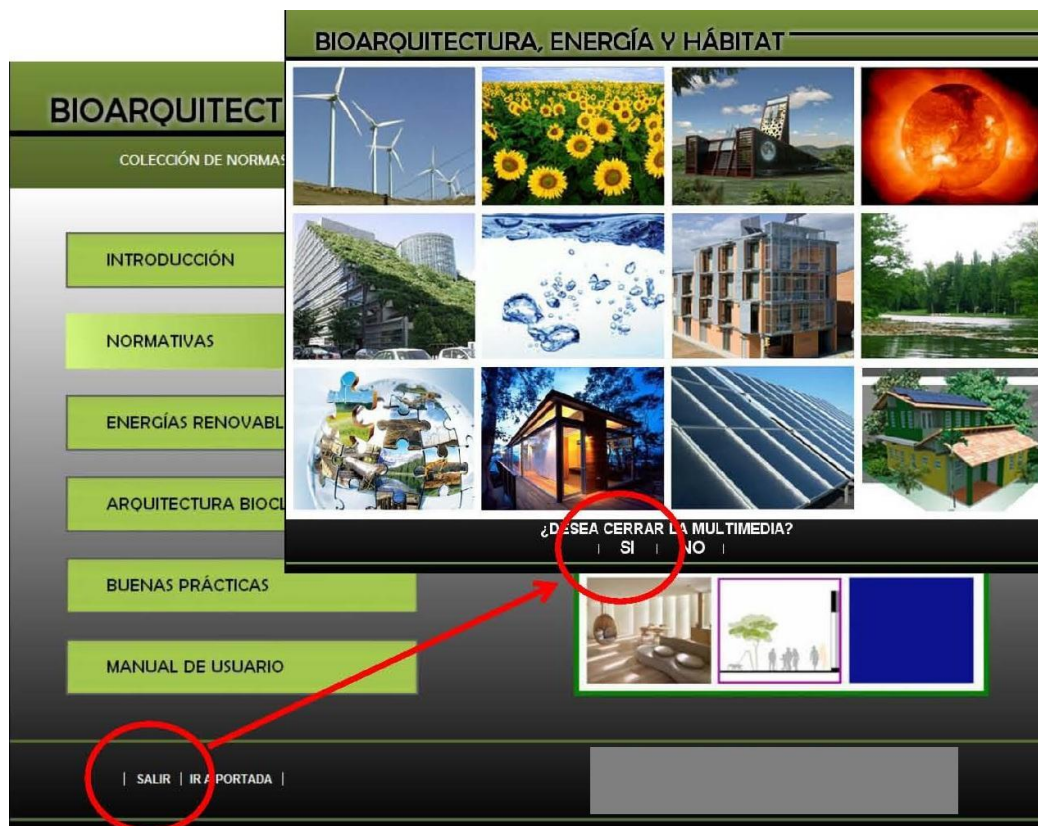 BIOARQUITECTURA, ENERGÍA Y HÁBITAT
BIOARQUITECT
COLECCIÓN DE NORMAS
INTRODUCCIÓN
NORMATIVAS
ENERGÍAS RENOVABL
ARQUITECTURA BIOCL
BUENAS PRÁCTICAS
MANUAL DE USUARIO
¿DESEA CERRAR LA MULTIMEDIA?
| SI | NO |
| SALIR | IR A PORTADA |